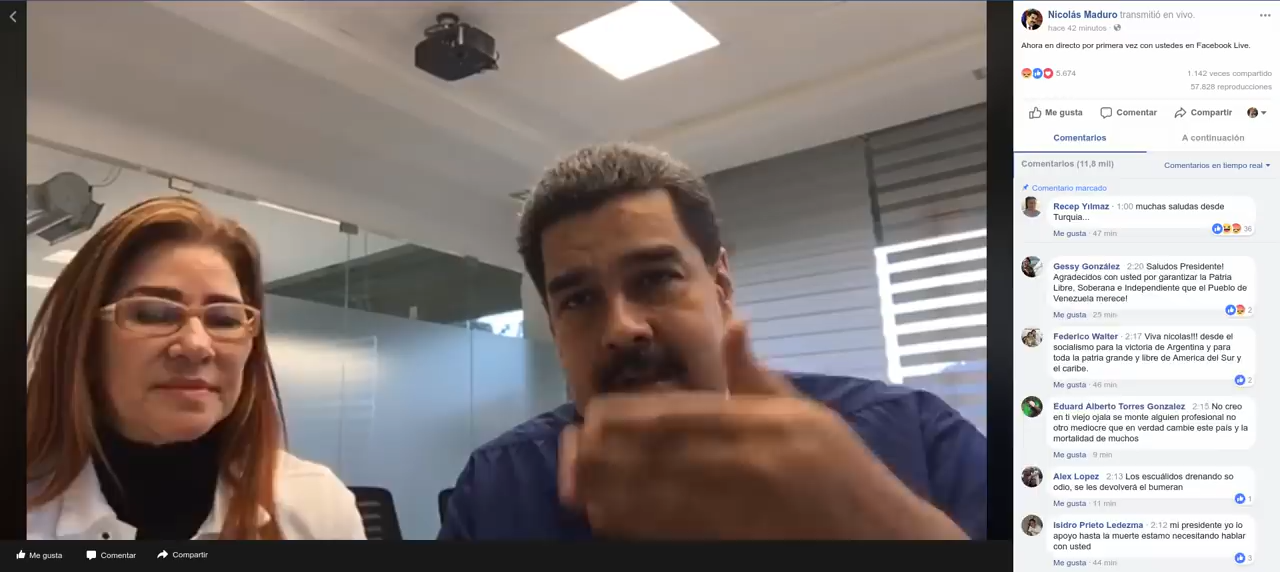 Nicolás Maduro transmitió en vivo.
hace 42 minutos ·
Ahora en directo por primera vez con ustedes en Facebook Live.
5.674
1.142 veces compartido
57.828 reproducciones
Me gusta Comentar Compartir
Comentarios A continuación
Comentarios (11,8 mil) Comentarios en tiempo real
Comentario marcado
Recep Yılmaz · 1:00 muchas saludas desde
Turquia...
36
Me gusta · 47 min
Gessy González · 2:20 Saludos Presidente!
Agradecidos con usted por garantizar la Patria
Libre, Soberana e Independiente que el Pueblo de
Venezuela merece!
2
Me gusta · 25 min
Federico Walter · 2:17 Viva nicolas!!! desde el
socialismo para la victoria de Argentina y para
toda la patria grande y libre de America del Sur y
el caribe.
2
Me gusta · 46 min
Eduard Alberto Torres Gonzalez · 2:15 No creo
en ti viejo ojala se monte alguien profesional no
otro mediocre que en verdad cambie este país y la
mortalidad de muchos
Me gusta · 9 min
Alex Lopez · 2:13 Los escuálidos drenando so
odio, se les devolverá el bumeran
1
Me gusta · 11 min
Isidro Prieto Ledezma · 2:12 mi presidente yo lo
apoyo hasta la muerte estamo necesitando hablar
con usted
3
Me gusta · 44 min
Me gusta Comentar Compartir